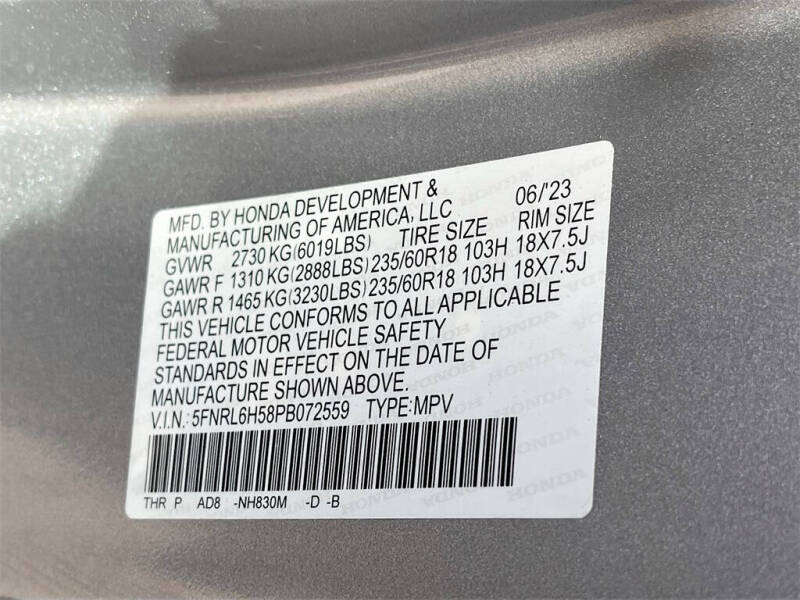 MFD. BY HONDA DEVELOPMENT & 06/'23
MANUFACTURING OF AMERICA, LLC
GVWR 2730 KG(6019LBS) TIRE SIZE RIM SIZE
GAWR F 1310 KG(2888LBS) 235/60R18 103H 18X7.5J
GAWR R 1465 KG(3230LBS) 235/60R18 103H 18X7.5J
THIS VEHICLE CONFORMS TO ALL APPLICABLE
FEDERAL MOTOR VEHICLE SAFETY
STANDARDS IN EFFECT ON THE DATE OF
MANUFACTURE SHOWN ABOVE.
V.I.N.: 5FNRL6H58PB072559 TYPE:MPV
THR P AD8 -NH830M -D -B